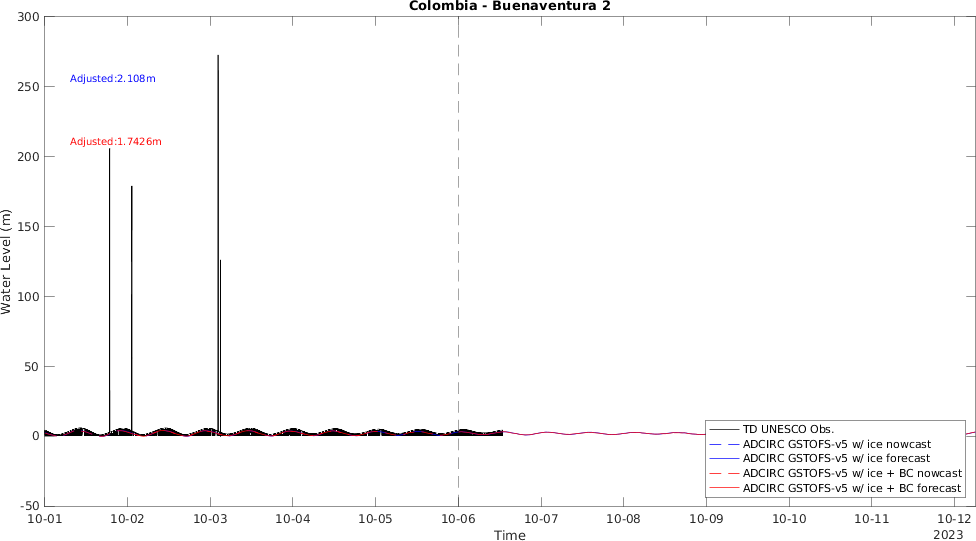 Colombia - Buenaventura 2
300
250
200
150
100
50
0
-50
Water Level (m)
Adjusted:2.108m
Adjusted:1.7426m
TD UNESCO Obs.
ADCIRC GSTOFS-v5 w/ ice nowcast
ADCIRC GSTOFS-v5 w/ ice forecast
ADCIRC GSTOFS-v5 w/ ice + BC nowcast
ADCIRC GSTOFS-v5 w/ ice + BC forecast
10-01 10-02 10-03 10-04 10-05 10-06 10-07 10-08 10-09 10-10 10-11 10-12
Time
2023